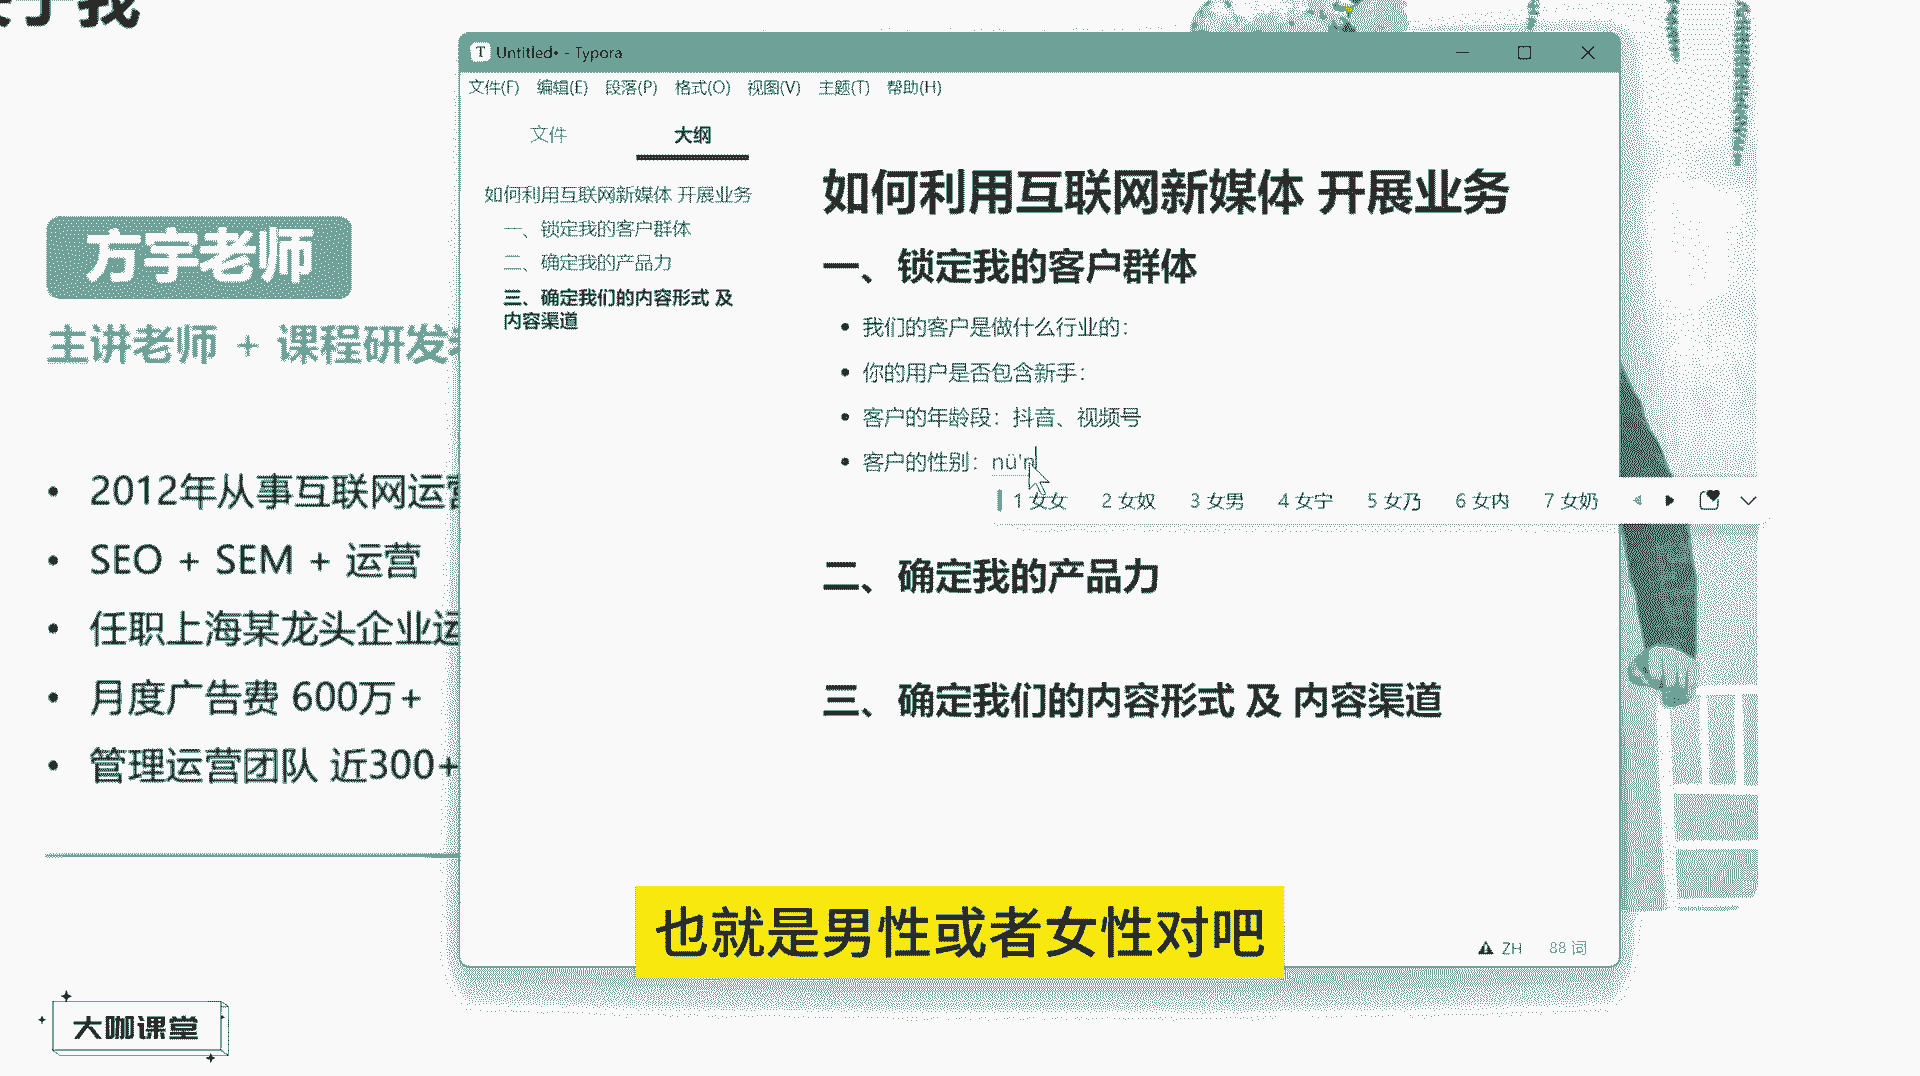 于我
方宇老师
主讲老师 + 课程研发
2012年从事互联网运营
SEO + SEM + 运营
任职上海某龙头企业运
月度广告费 600万+
管理运营团队 近300+
大咖课堂
T Untitled• - Typora
文件(F) 编辑(E) 段落(P) 格式(O) 视图(V) 主题(T) 帮助(H)
文件 大纲
如何利用互联网新媒体 开展业务
一、锁定我的客户群体
二、确定我的产品力
三、确定我们的内容形式 及
内容渠道
如何利用互联网新媒体 开展业务
一、锁定我的客户群体
我们的客户是做什么行业的：
你的用户是否包含新手：
客户的年龄段：抖音、视频号
客户的性别：nü'n
1 女女 2 女奴 3 女男 4 女宁 5 女乃 6 女内 7 女奶
二、确定我的产品力
三、确定我们的内容形式 及 内容渠道
ZH 88 词
也就是男性或者女性对吧